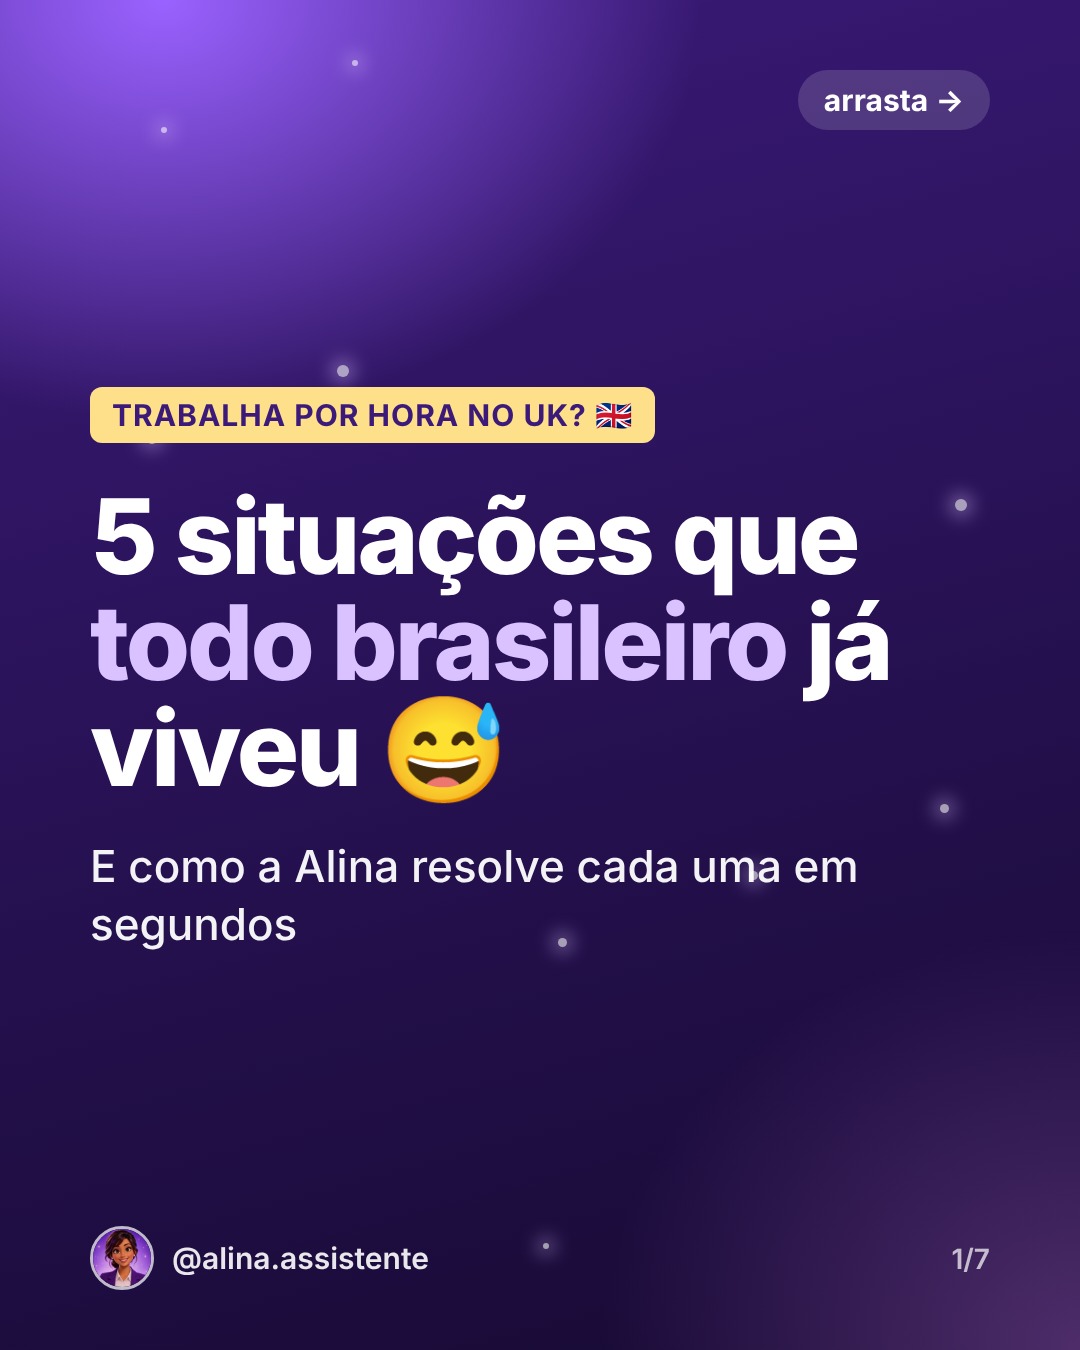 arrasta →
TRABALHA POR HORA NO UK? 🇬🇧
5 situações que
todo brasileiro já
viveu 😅
E como a Alina resolve cada uma em
segundos
@alina.assistente
1/7